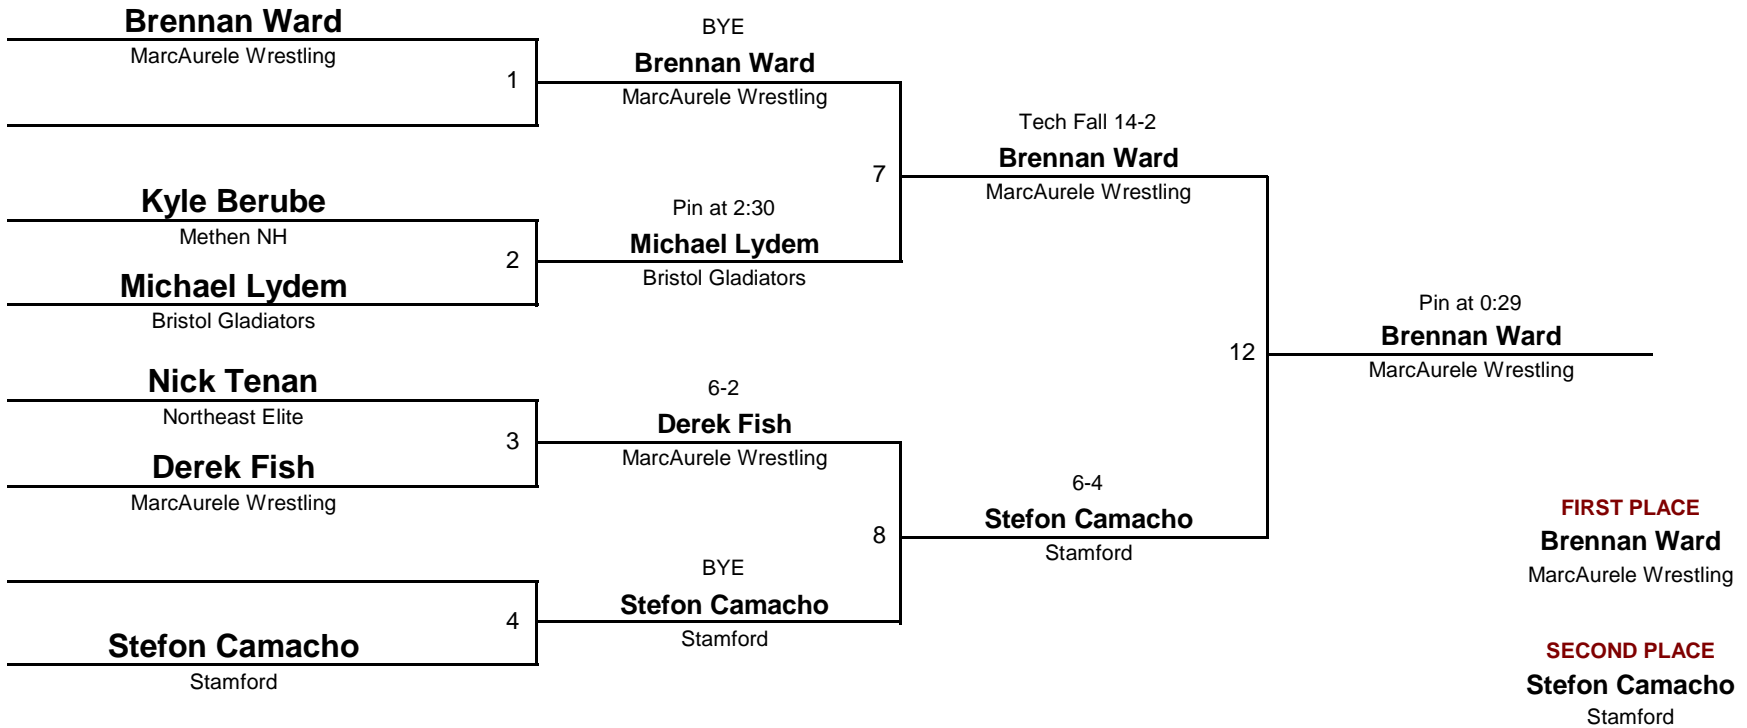 Brennan Ward
MarcAurele Wrestling
1
Kyle Berube
Methen NH
2
Michael Lydem
Bristol Gladiators
Nick Tenan
Northeast Elite
3
Derek Fish
MarcAurele Wrestling
4
Stefon Camacho
Stamford
BYE
Brennan Ward
MarcAurele Wrestling
7
Pin at 2:30
Michael Lydem
Bristol Gladiators
6-2
Derek Fish
MarcAurele Wrestling
8
BYE
Stefon Camacho
Stamford
Tech Fall 14-2
Brennan Ward
MarcAurele Wrestling
12
6-4
Stefon Camacho
Stamford
Pin at 0:29
Brennan Ward
MarcAurele Wrestling
FIRST PLACE
Brennan Ward
MarcAurele Wrestling
SECOND PLACE
Stefon Camacho
Stamford